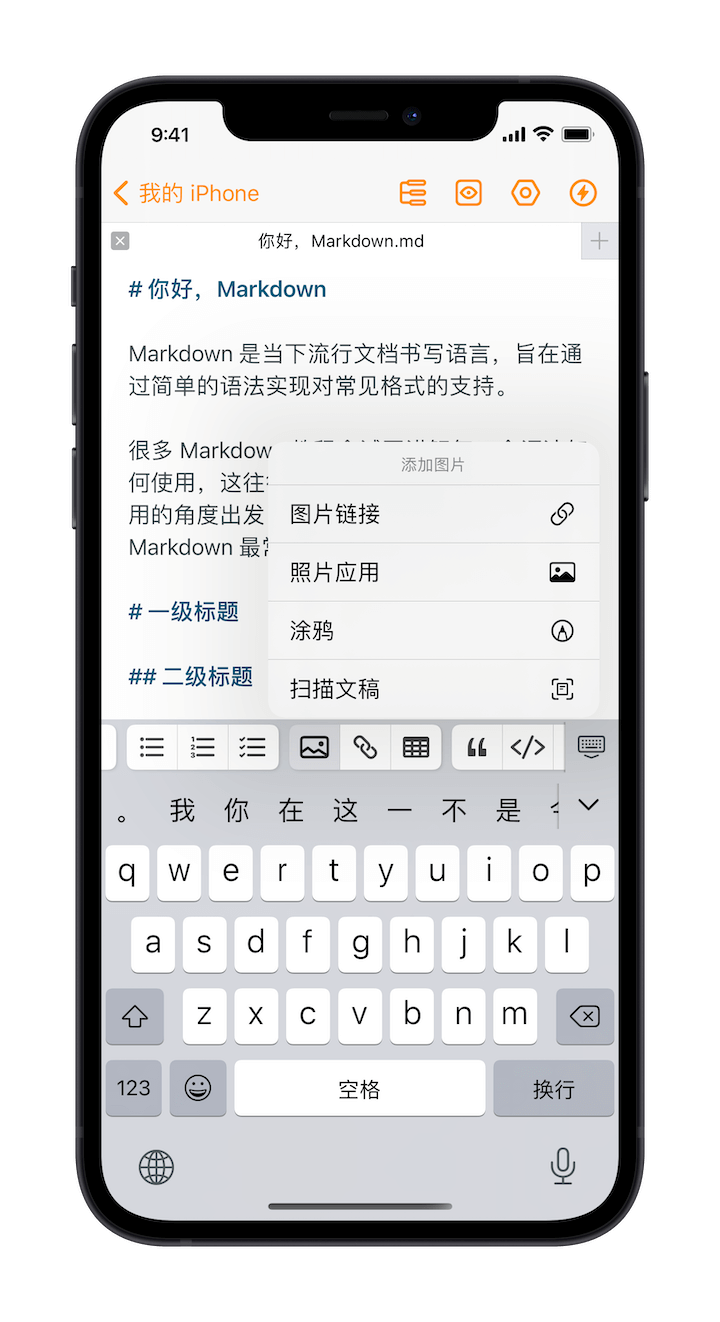 9:41
我的 iPhone
你好，Markdown.md
# 你好，Markdown
Markdown 是当下流行文档书写语言，旨在通
过简单的语法实现对常见格式的支持。
很多 Markdown
何使用，这往
用的角度出发
Markdown 最常
# 一级标题
## 二级标题
添加图片
图片链接
照片应用
涂鸦
扫描文稿
。 我 你 在 这 一 不 是
q w e r t y u i o p
a s d f g h j k l
z x c v b n m
123 空格 换行